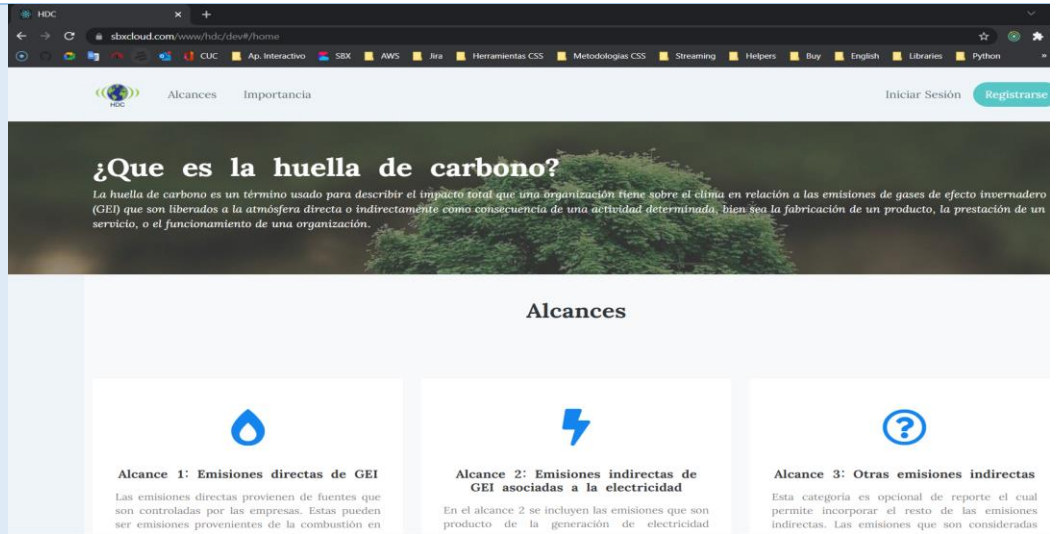 HDC
sbxcloud.com/www/hdc/dev#/home
CUC Ap. Interactivo SBX AWS Jira Herramientas CSS Metodologias CSS Streaming Helpers Buy English Libraries Python »
HDC
Alcances Importancia Iniciar Sesión Registrarse
¿Que es la huella de carbono?
La huella de carbono es un término usado para describir el impacto total que una organización tiene sobre el clima en relación a las emisiones de gases de efecto invernadero
(GEI) que son liberados a la atmósfera directa o indirectamente como consecuencia de una actividad determinada, bien sea la fabricación de un producto, la prestación de un
servicio, o el funcionamiento de una organización.
Alcances
Alcance 1: Emisiones directas de GEI
Las emisiones directas provienen de fuentes que
son controladas por las empresas. Estas pueden
ser emisiones provenientes de la combustión en
Alcance 2: Emisiones indirectas de
GEI asociadas a la electricidad
En el alcance 2 se incluyen las emisiones que son
producto de la generación de electricidad
Alcance 3: Otras emisiones indirectas
Esta categoría es opcional de reporte el cual
permite incorporar el resto de las emisiones
indirectas. Las emisiones que son consideradas